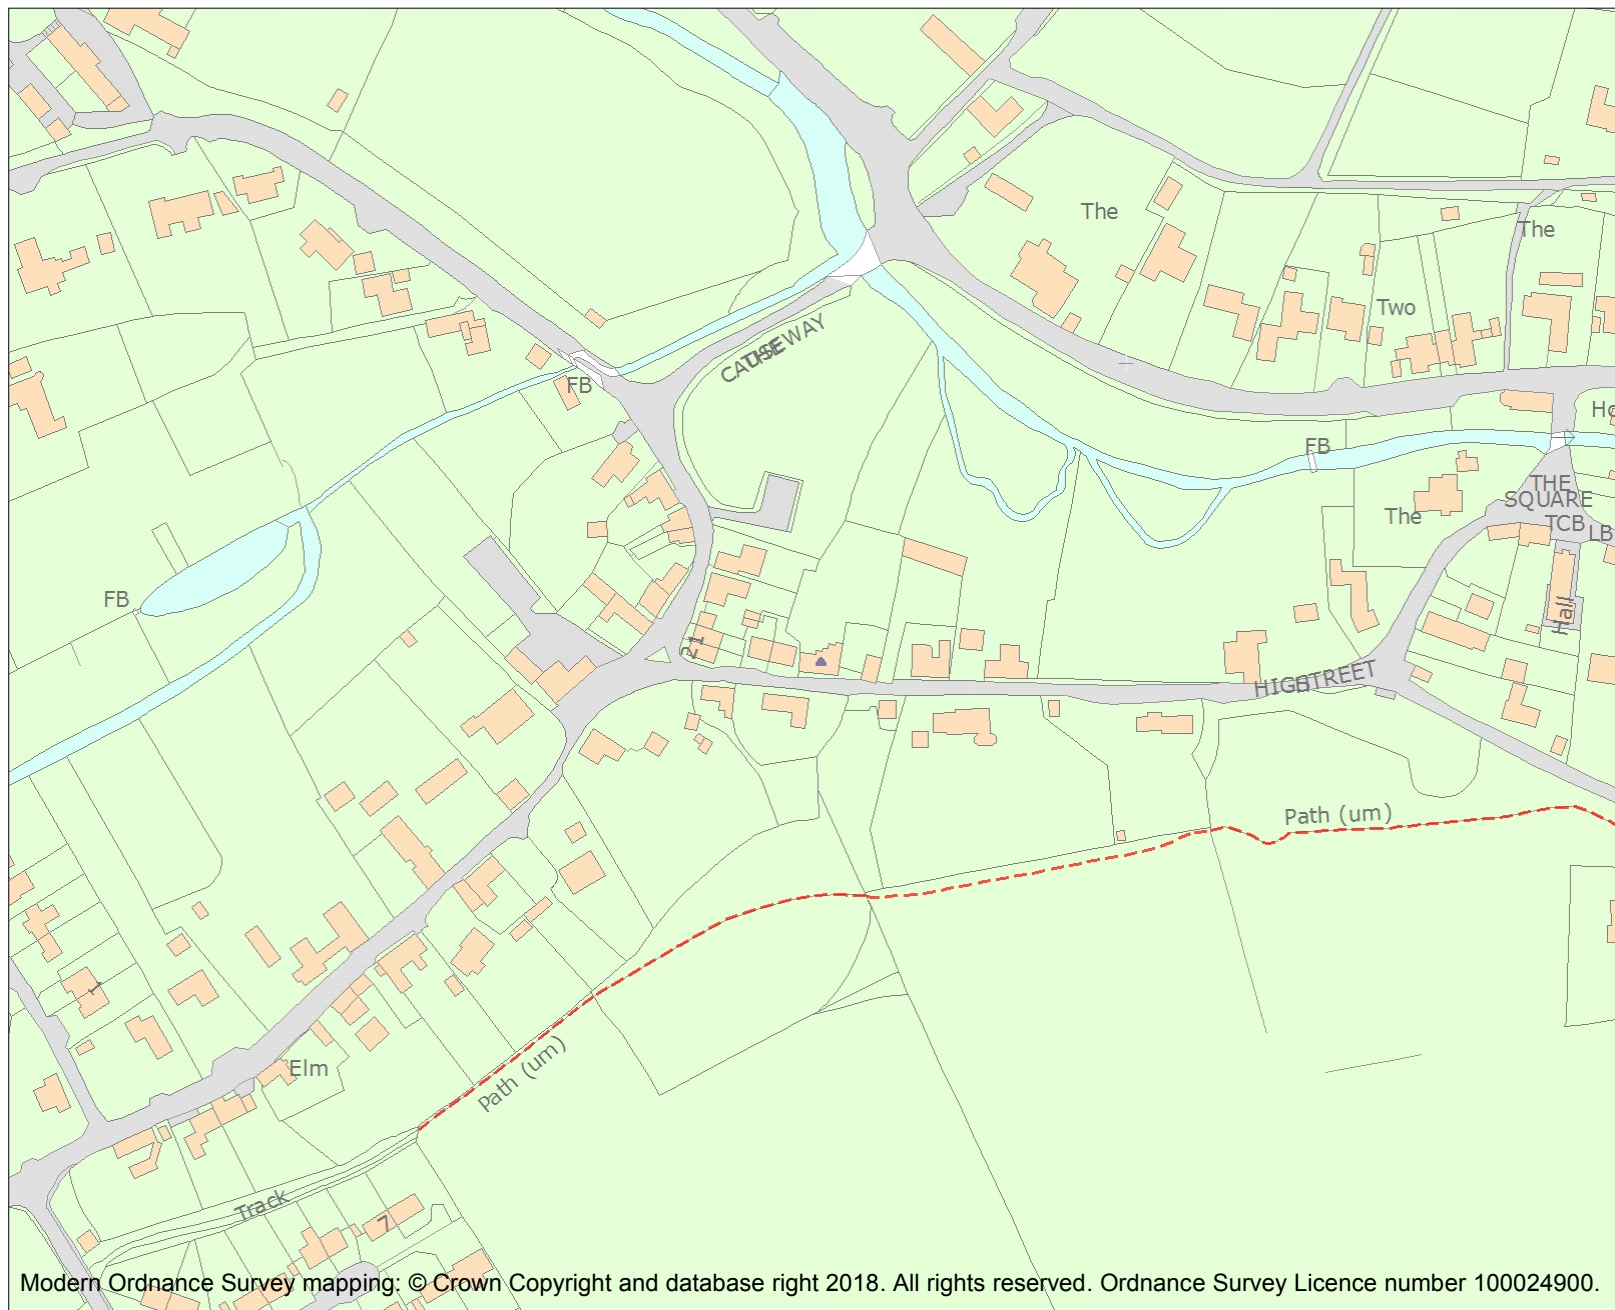 The
The
Two
THE
CAUSEWAY
FB
Ho
FB
THE
SQUARE
The
TCB
LB
FB
Hall
21
HIGH STREET
Path (um)
1
Path (um)
Elm
Track
7
Modern Ordnance Survey mapping: © Crown Copyright and database right 2018. All rights reserved. Ordnance Survey Licence number 100024900.